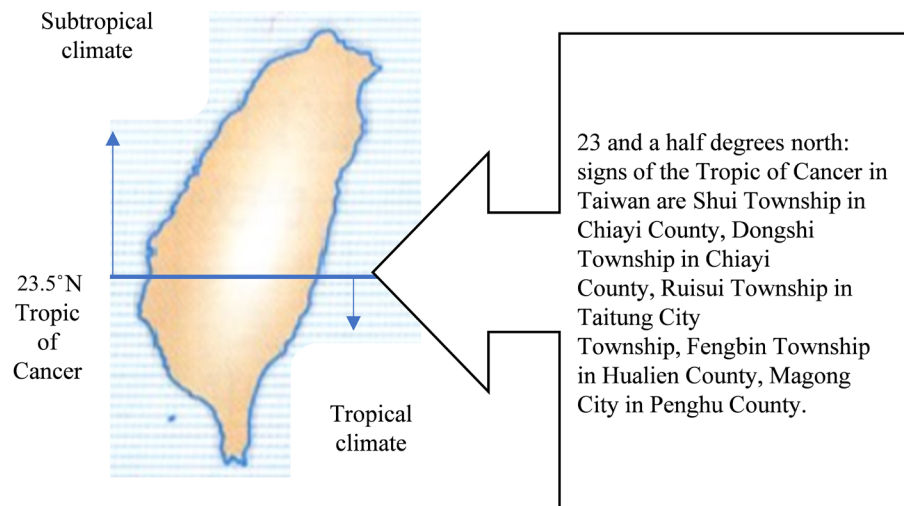 Subtropical
climate
23 and a half degrees north:
signs of the Tropic of Cancer in
Taiwan are Shui Township in
Chiayi County, Dongshi
Township in Chiayi
County, Ruisui Township in
Taitung City
Township, Fengbin Township
in Hualien County, Magong
City in Penghu County.
23.5˚N
Tropic
of
Cancer
Tropical
climate